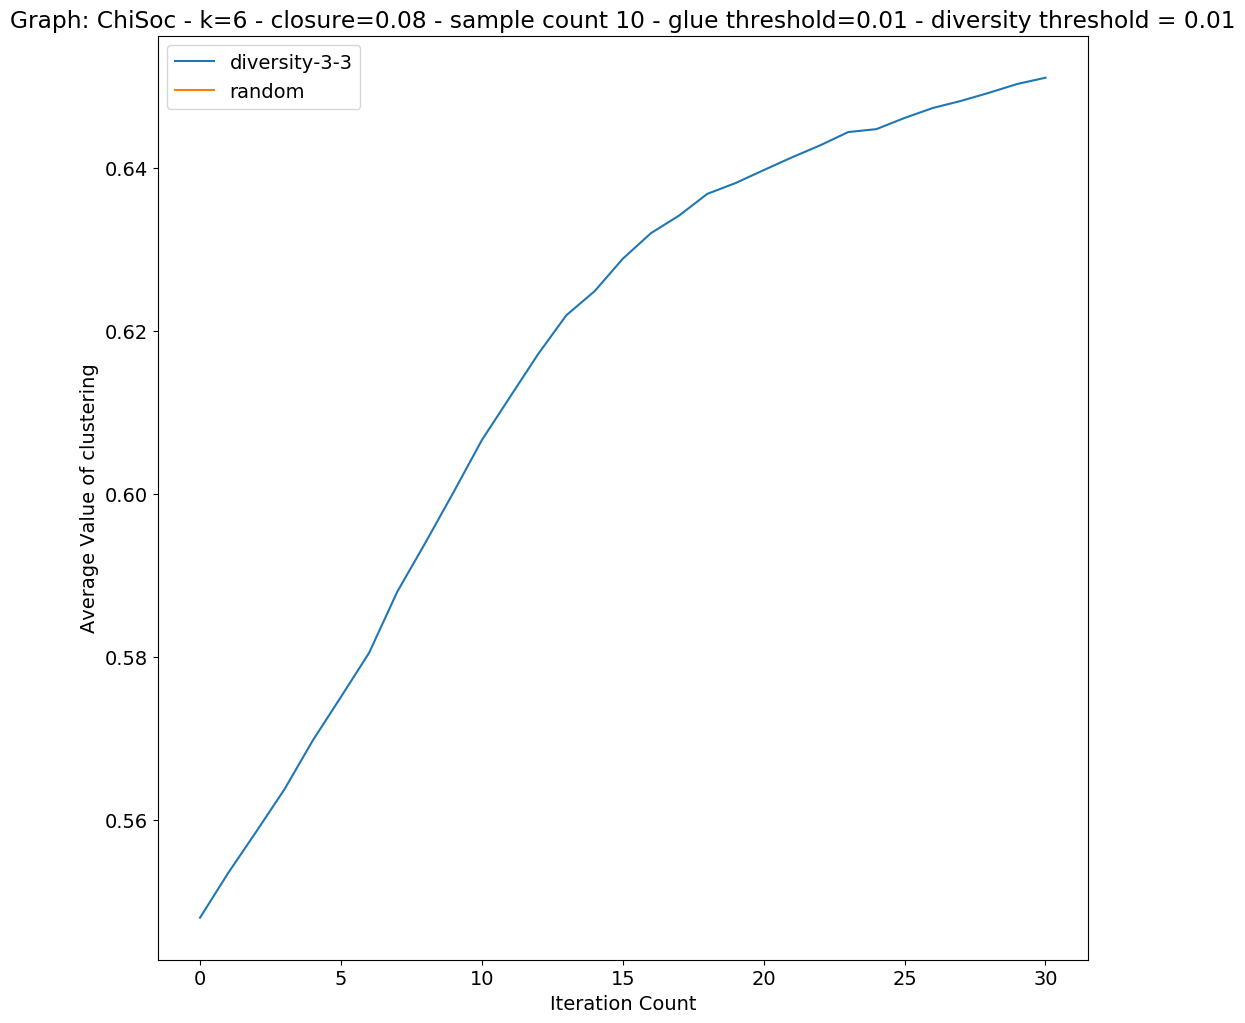 Graph: ChiSoc - k=6 - closure=0.08 - sample count 10 - glue threshold=0.01 - diversity threshold = 0.01
diversity-3-3
random
0.64
0.62
0.60
0.58
0.56
Average Value of clustering
0 5 10 15 20 25 30
Iteration Count